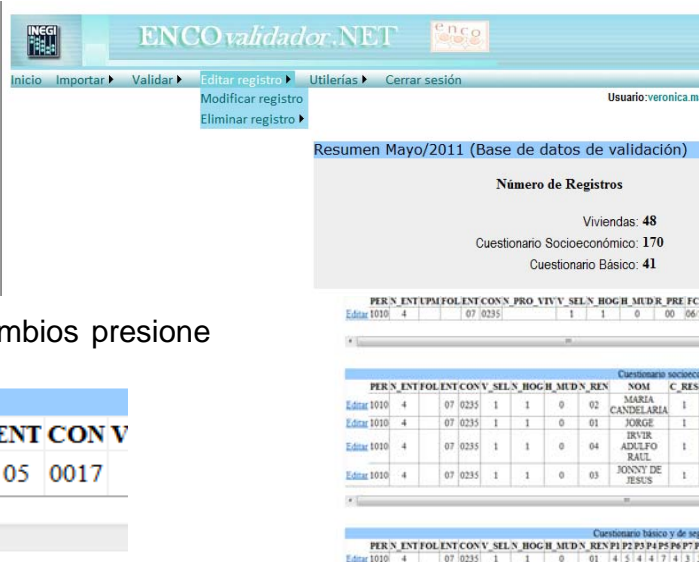 INEGI
ENCOvalidador.NET
enco
Inicio Importar Validar Editar registro Utilerías Cerrar sesión
Modificar registro
Eliminar registro
Usuario:veronica.m
Resumen Mayo/2011 (Base de datos de validación)
Número de Registros
Viviendas: 48
Cuestionario Socioeconómico: 170
Cuestionario Básico: 41
mbios presione
ENT CON V
05 0017
PER N_ENT UPM FOL ENT CON N_PRO_VIV V_SEL N_HOG H_MUD R_PRE FC
Editar 1010 4 07 0235 1 1 0 00 06/
Cuestionario socioeco
PER N_ENT FOL ENT CON V_SEL N_HOG H_MUD N_REN NOM C_RES
Editar 1010 4 07 0235 1 1 0 02 MARIA CANDELARIA 1
Editar 1010 4 07 0235 1 1 0 01 JORGE 1
Editar 1010 4 07 0235 1 1 0 04 IRVIR ADULFO RAUL 1
Editar 1010 4 07 0235 1 1 0 03 JONNY DE JESUS 1
Cuestionario básico y de seg
PER N_ENT FOL ENT CON V_SEL N_HOG H_MUD N_REN P1 P2 P3 P4 P5 P6 P7 P
Editar 1010 4 07 0235 1 1 0 01 4 5 4 4 7 4 3